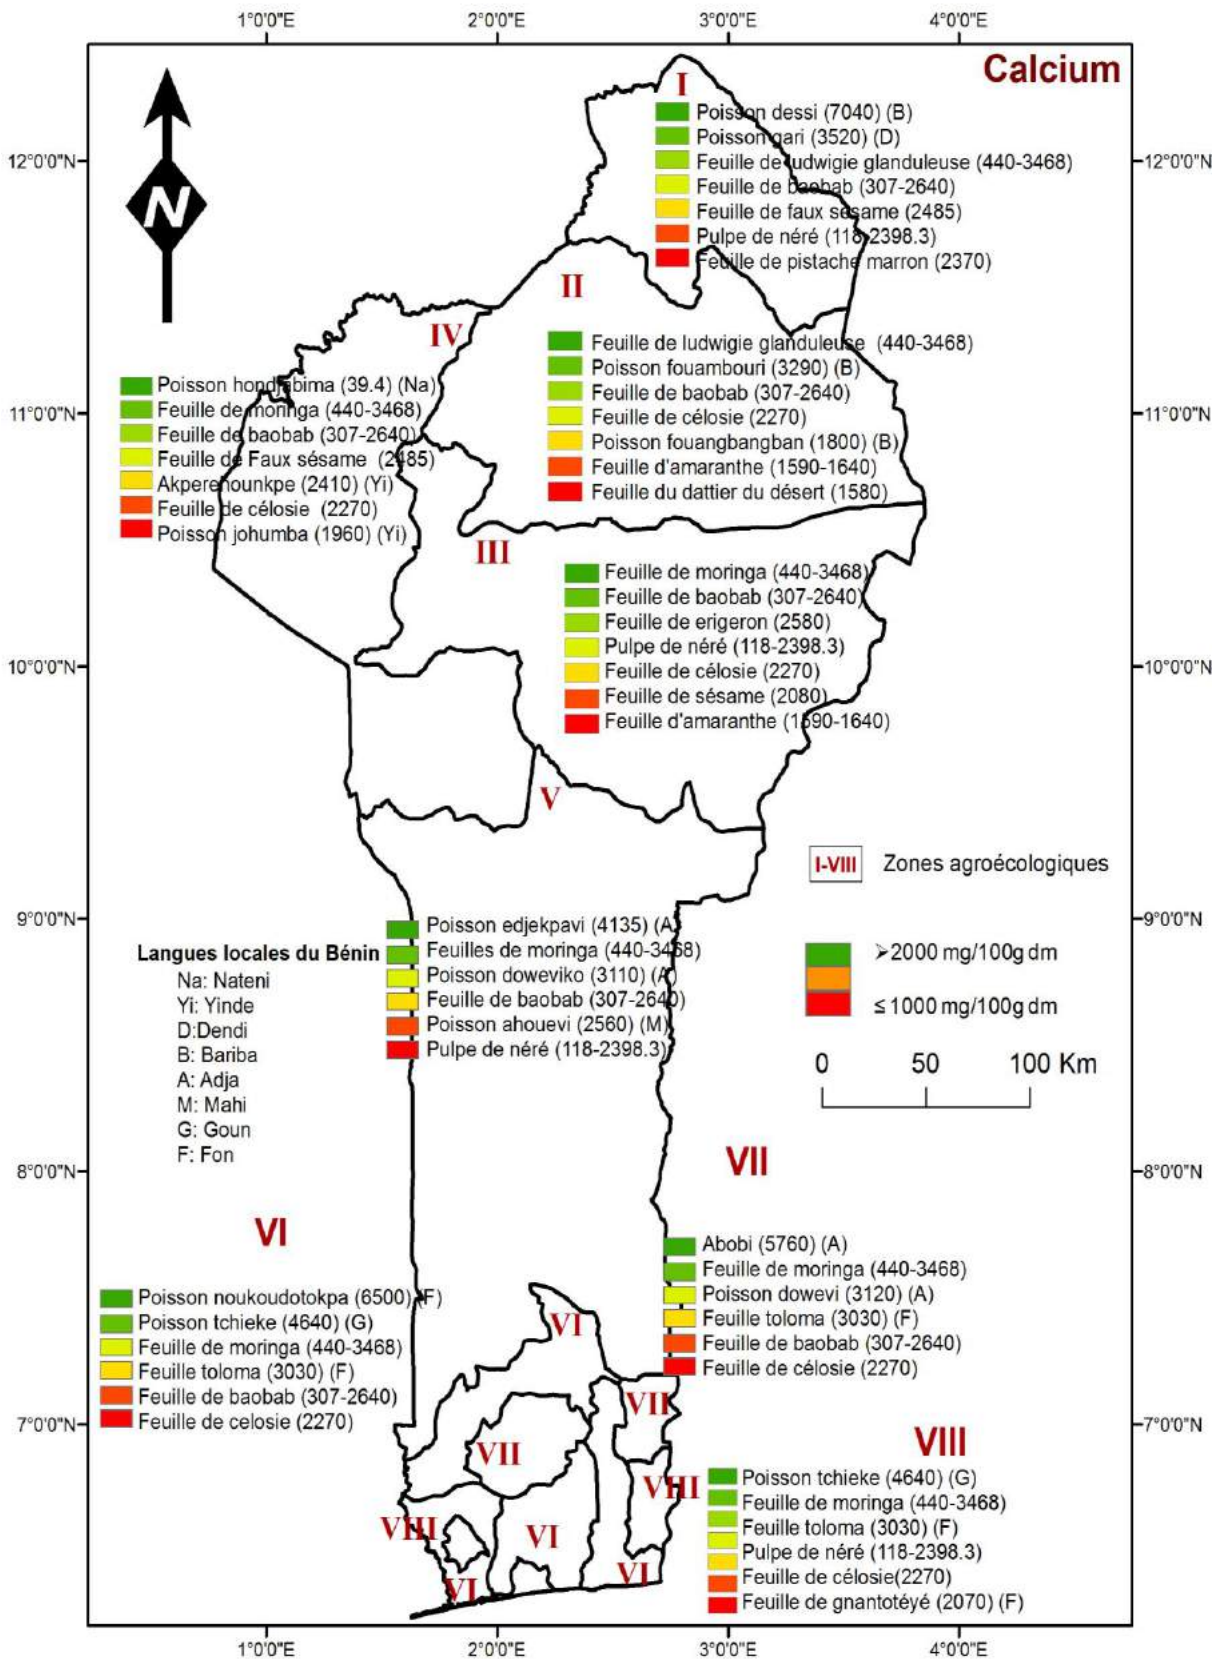 1°0'0"E 2°0'0"E 3°0'0"E 4°0'0"E
Calcium
N
12°0'0"N 12°0'0"N
11°0'0"N 11°0'0"N
10°0'0"N 10°0'0"N
9°0'0"N 9°0'0"N
8°0'0"N 8°0'0"N
7°0'0"N 7°0'0"N
I
Poisson dessi (7040) (B)
Poisson gari (3520) (D)
Feuille de ludwigie glanduleuse (440-3468)
Feuille de baobab (307-2640)
Feuille de faux sésame (2485)
Pulpe de néré (118-2398.3)
Feuille de pistache marron (2370)
II
Feuille de ludwigie glanduleuse (440-3468)
Poisson fouambouri (3290) (B)
Feuille de baobab (307-2640)
Feuille de célosie (2270)
Poisson fouangbangban (1800) (B)
Feuille d'amaranthe (1590-1640)
Feuille du dattier du désert (1580)
IV
Poisson hondjabima (39.4) (Na)
Feuille de moringa (440-3468)
Feuille de baobab (307-2640)
Feuille de Faux sésame (2485)
Akperenounkpe (2410) (Yi)
Feuille de célosie (2270)
Poisson johumba (1960) (Yi)
III
Feuille de moringa (440-3468)
Feuille de baobab (307-2640)
Feuille de erigeron (2580)
Pulpe de néré (118-2398.3)
Feuille de célosie (2270)
Feuille de sésame (2080)
Feuille d'amaranthe (1590-1640)
V
Poisson edjekpavi (4135) (A)
Feuilles de moringa (440-3468)
Poisson doweviko (3110) (A)
Feuille de baobab (307-2640)
Poisson ahouevi (2560) (M)
Pulpe de néré (118-2398.3)
I-VIII Zones agroécologiques
➢2000 mg/100g dm
≤ 1000 mg/100g dm
0 50 100 Km
Langues locales du Bénin
Na: Nateni
Yi: Yinde
D:Dendi
B: Bariba
A: Adja
M: Mahi
G: Goun
F: Fon
VI
Poisson noukoudotokpa (6500) (F)
Poisson tchieke (4640) (G)
Feuille de moringa (440-3468)
Feuille toloma (3030) (F)
Feuille de baobab (307-2640)
Feuille de celosie (2270)
VII
Abobi (5760) (A)
Feuille de moringa (440-3468)
Poisson dowevi (3120) (A)
Feuille toloma (3030) (F)
Feuille de baobab (307-2640)
Feuille de célosie (2270)
VI
VII
VII
VIII
VIII
VI
VI
VI
VIII
Poisson tchieke (4640) (G)
Feuille de moringa (440-3468)
Feuille toloma (3030) (F)
Pulpe de néré (118-2398.3)
Feuille de célosie(2270)
Feuille de gnantotéyé (2070) (F)
1°0'0"E 2°0'0"E 3°0'0"E 4°0'0"E